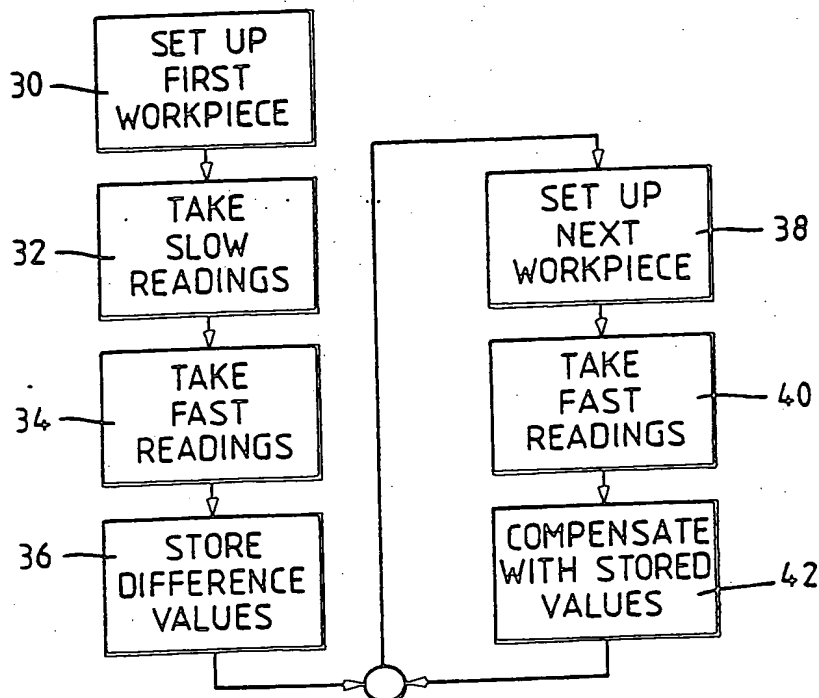 30
SET UP
FIRST
WORKPIECE
32
TAKE
SLOW
READINGS
34
TAKE
FAST
READINGS
36
STORE
DIFFERENCE
VALUES
SET UP
NEXT
WORKPIECE
38
TAKE
FAST
READINGS
40
COMPENSATE
WITH STORED
VALUES
42